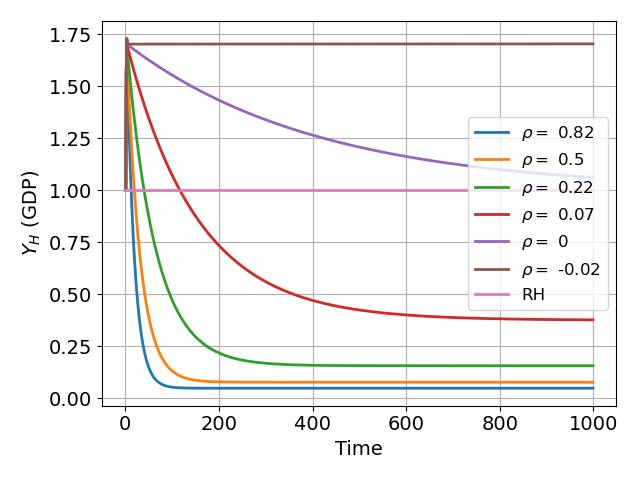 1.75
1.50
1.25
1.00
0.75
0.50
0.25
0.00
Y_H (GDP)
ρ = 0.82
ρ = 0.5
ρ = 0.22
ρ = 0.07
ρ = 0
ρ = -0.02
RH
0 200 400 600 800 1000
Time